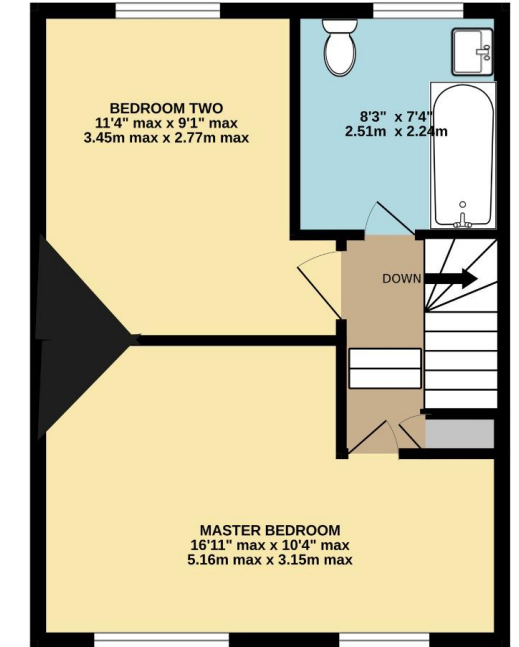 BEDROOM TWO
11'4" max x 9'1" max
3.45m max x 2.77m max
8'3" x 7'4"
2.51m x 2.24m
DOWN
MASTER BEDROOM
16'11" max x 10'4" max
5.16m max x 3.15m max